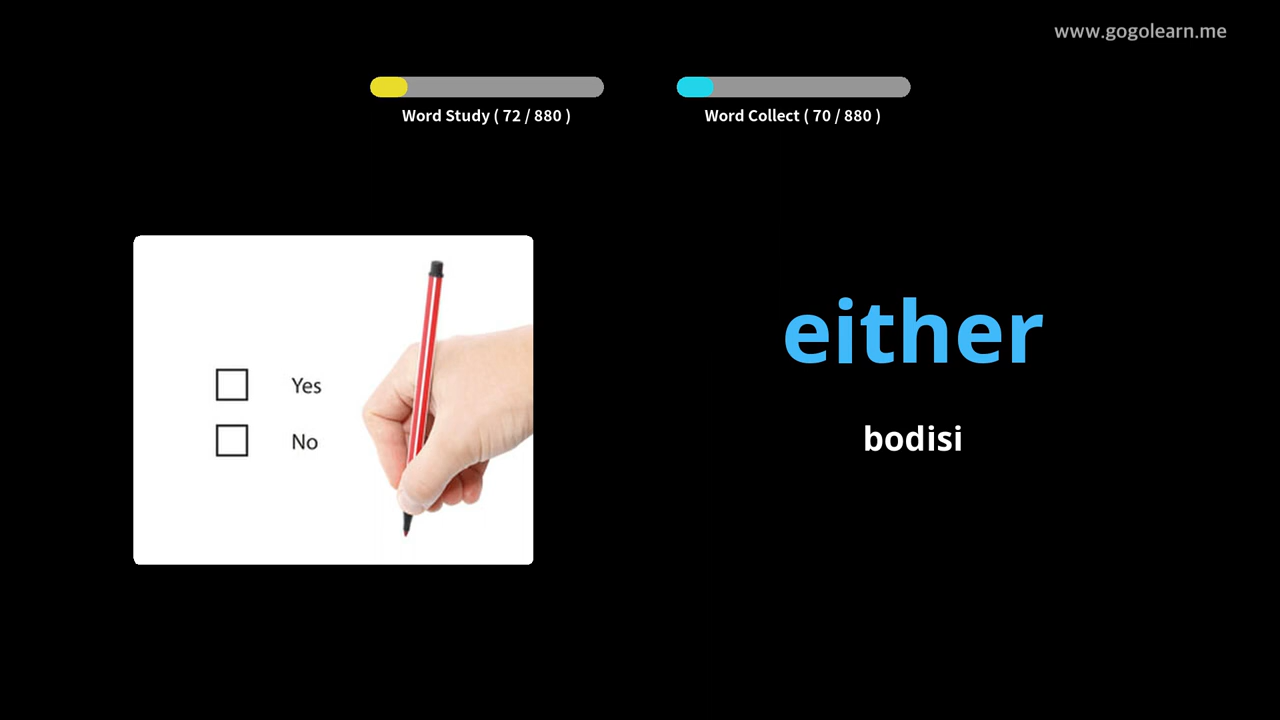 www.gogolearn.me
Word Study ( 72 / 880 )
Word Collect ( 70 / 880 )
Yes
No
either
bodisi